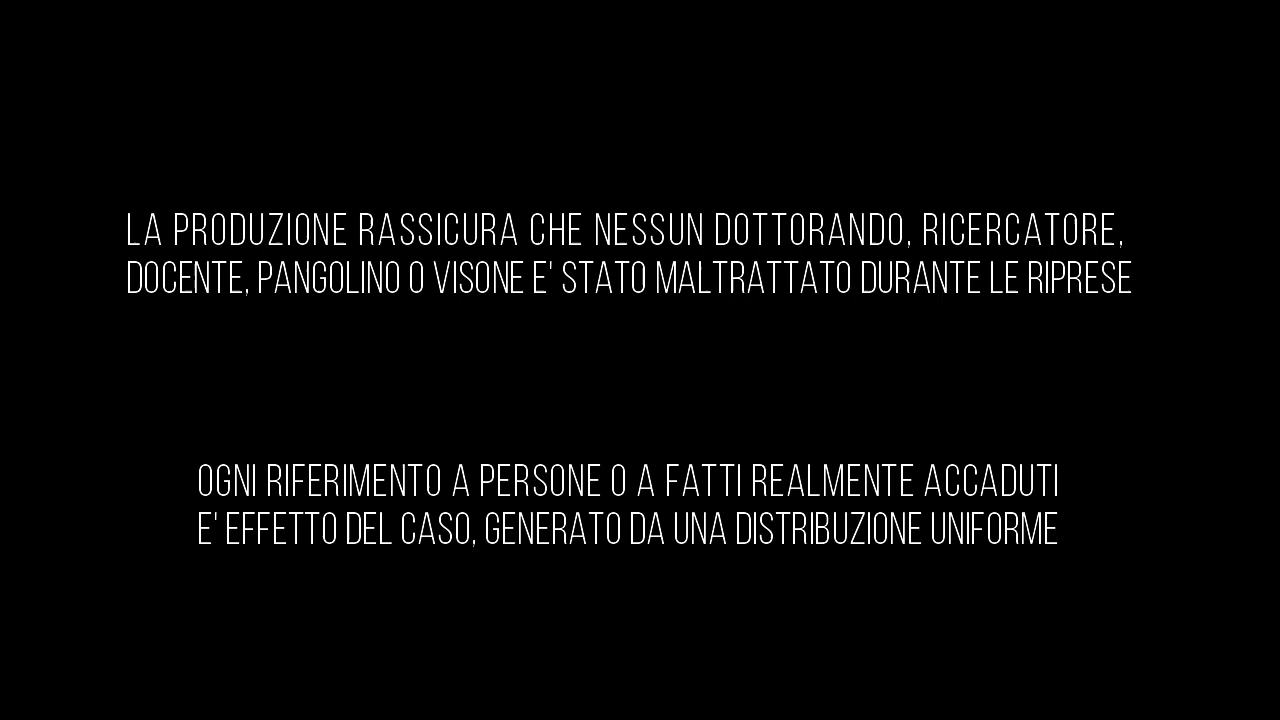 LA PRODUZIONE RASSICURA CHE NESSUN DOTTORANDO, RICERCATORE,
DOCENTE, PANGOLINO O VISONE E' STATO MALTRATTATO DURANTE LE RIPRESE
OGNI RIFERIMENTO A PERSONE O A FATTI REALMENTE ACCADUTI
E' EFFETTO DEL CASO, GENERATO DA UNA DISTRIBUZIONE UNIFORME